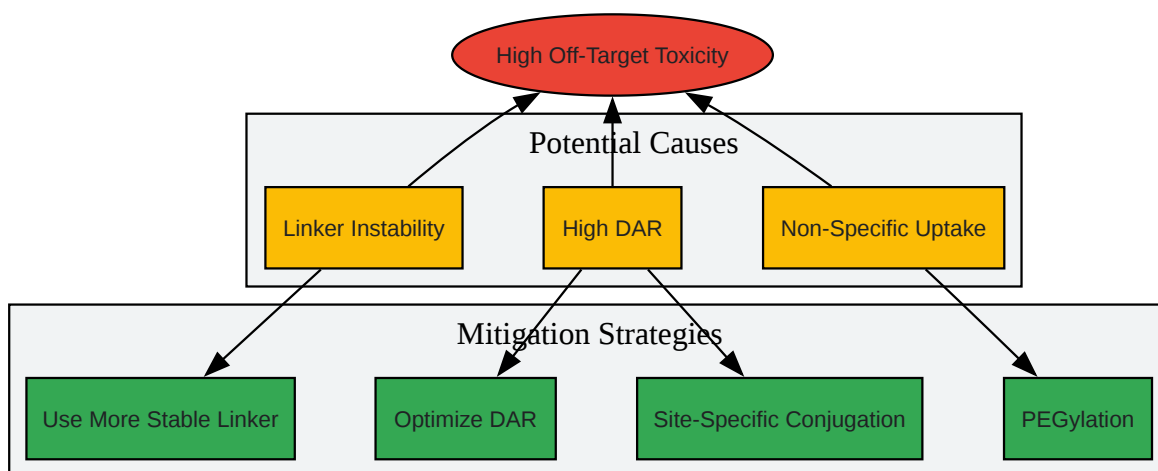 High Off-Target Toxicity
Potential Causes
Linker Instability
High DAR
Non-Specific Uptake
Mitigation Strategies
Use More Stable Linker
Optimize DAR
Site-Specific Conjugation
PEGylation